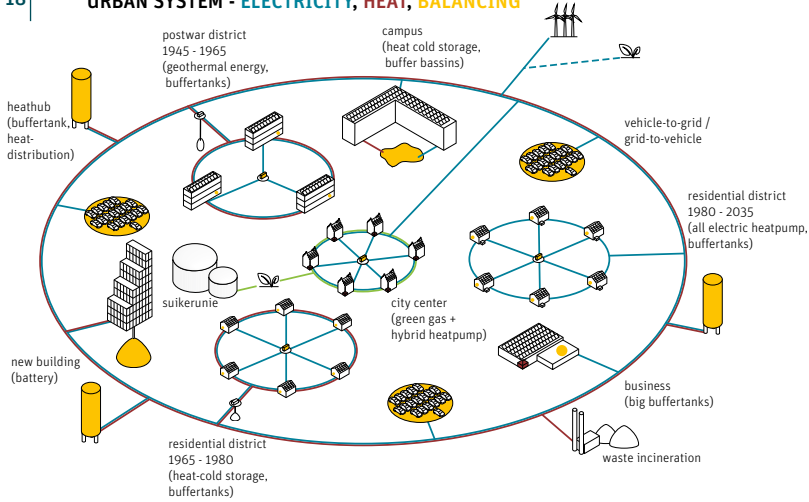 18
URBAN SYSTEM - ELECTRICITY, HEAT, BALANCING
postwar district
1945 - 1965
(geothermal energy,
buffertanks)
campus
(heat cold storage,
buffer bassins)
heathub
(buffertank,
heat-
distribution)
vehicle-to-grid /
grid-to-vehicle
residential district
1980 - 2035
(all electric heatpump,
buffertanks)
suikerunie
city center
(green gas +
hybrid heatpump)
new building
(battery)
business
(big buffertanks)
residential district
1965 - 1980
(heat-cold storage,
buffertanks)
waste incineration